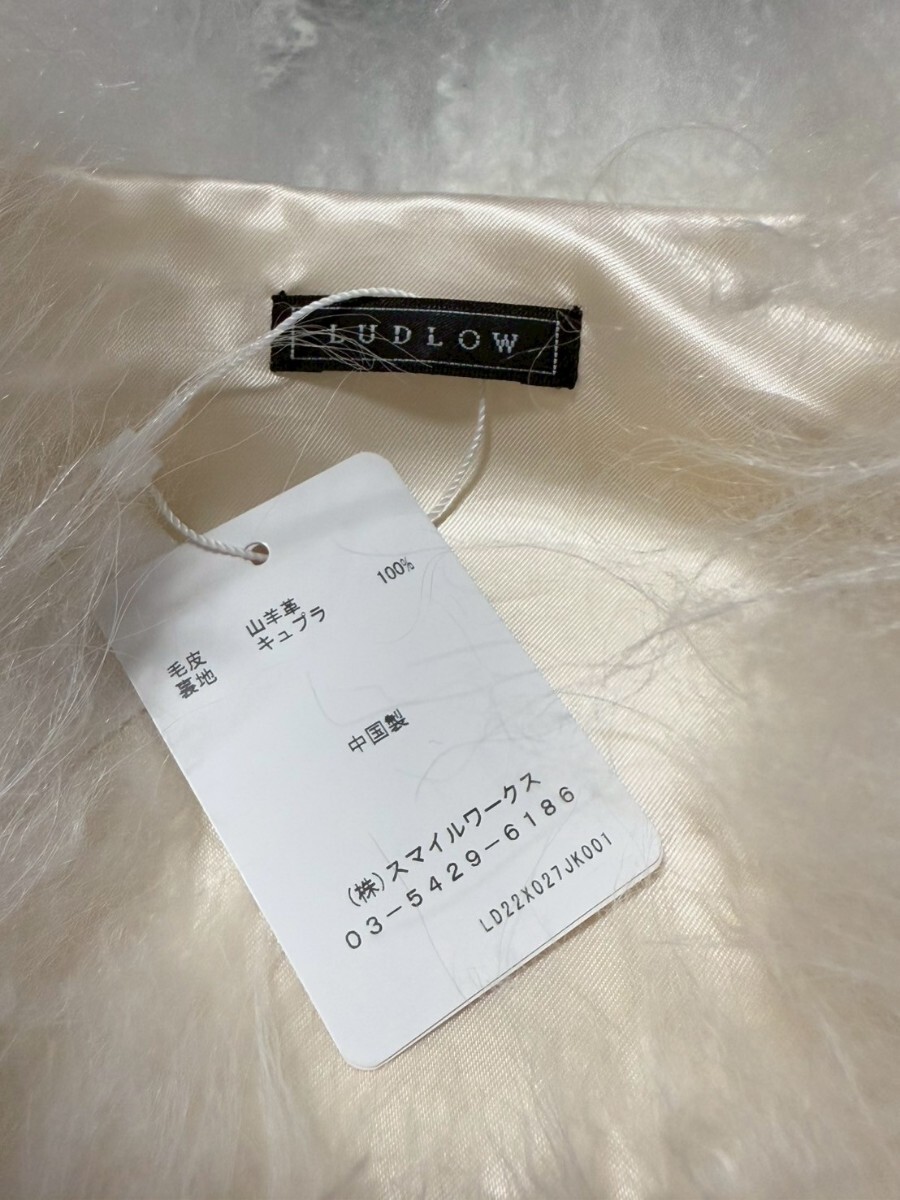 LUDLOW
毛皮 山羊革 100%
裏地 キュプラ
中国製
(株)スマイルワークス
03-5429-6186
LD22X027JK001